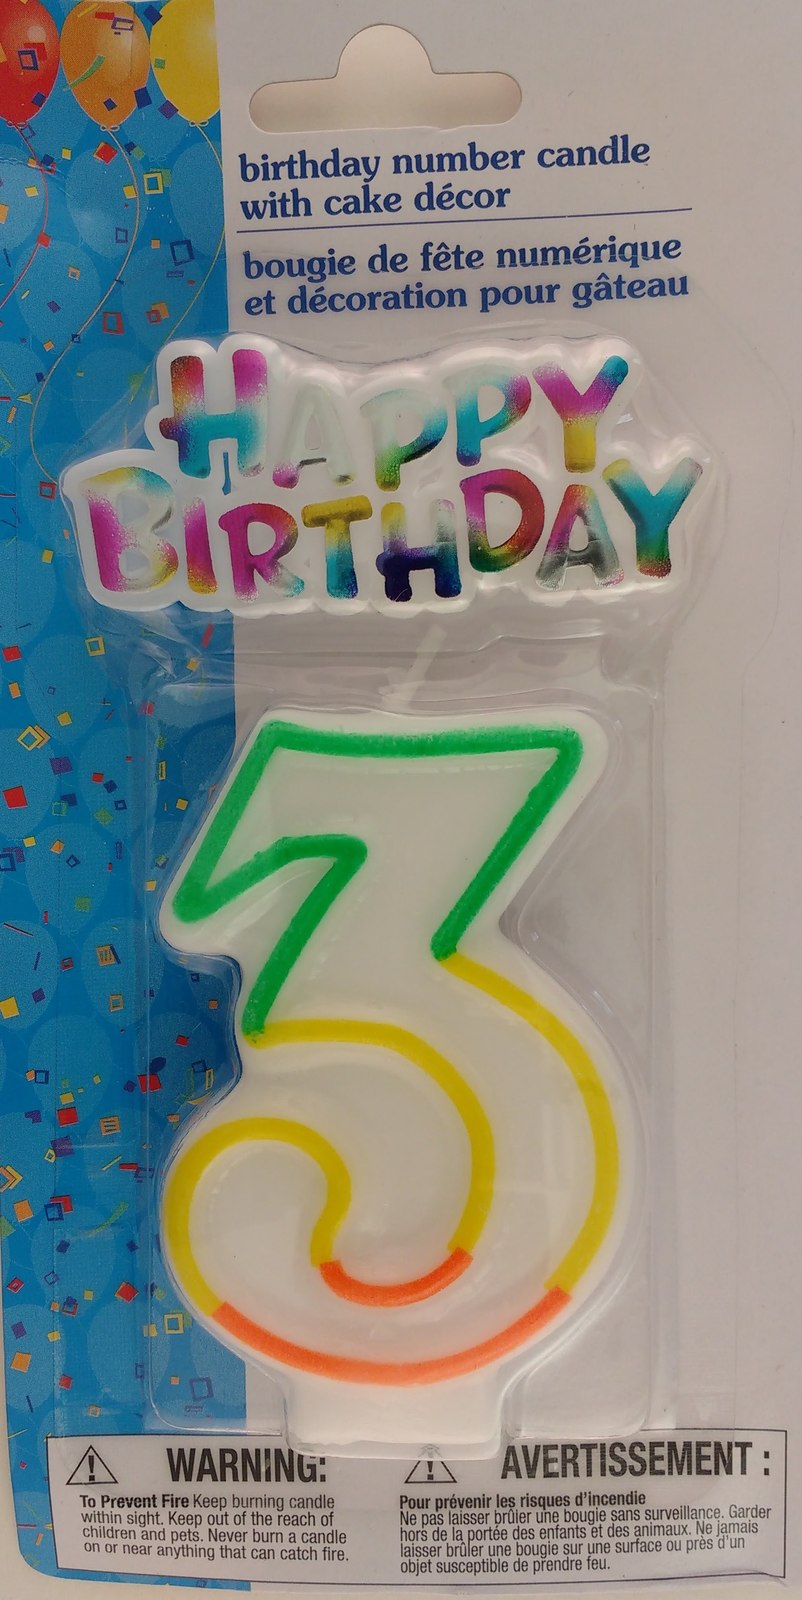 birthday number candle
with cake décor
bougie de fête numérique
et décoration pour gâteau
HAPPY
BIRTHDAY
3
WARNING:
To Prevent Fire Keep burning candle
within sight. Keep out of the reach of
children and pets. Never burn a candle
on or near anything that can catch fire.
AVERTISSEMENT :
Pour prévenir les risques d'incendie
Ne pas laisser brûler une bougie sans surveillance. Garder
hors de la portée des enfants et des animaux. Ne jamais
laisser brûler une bougie sur une surface ou près d'un
objet susceptible de prendre feu.